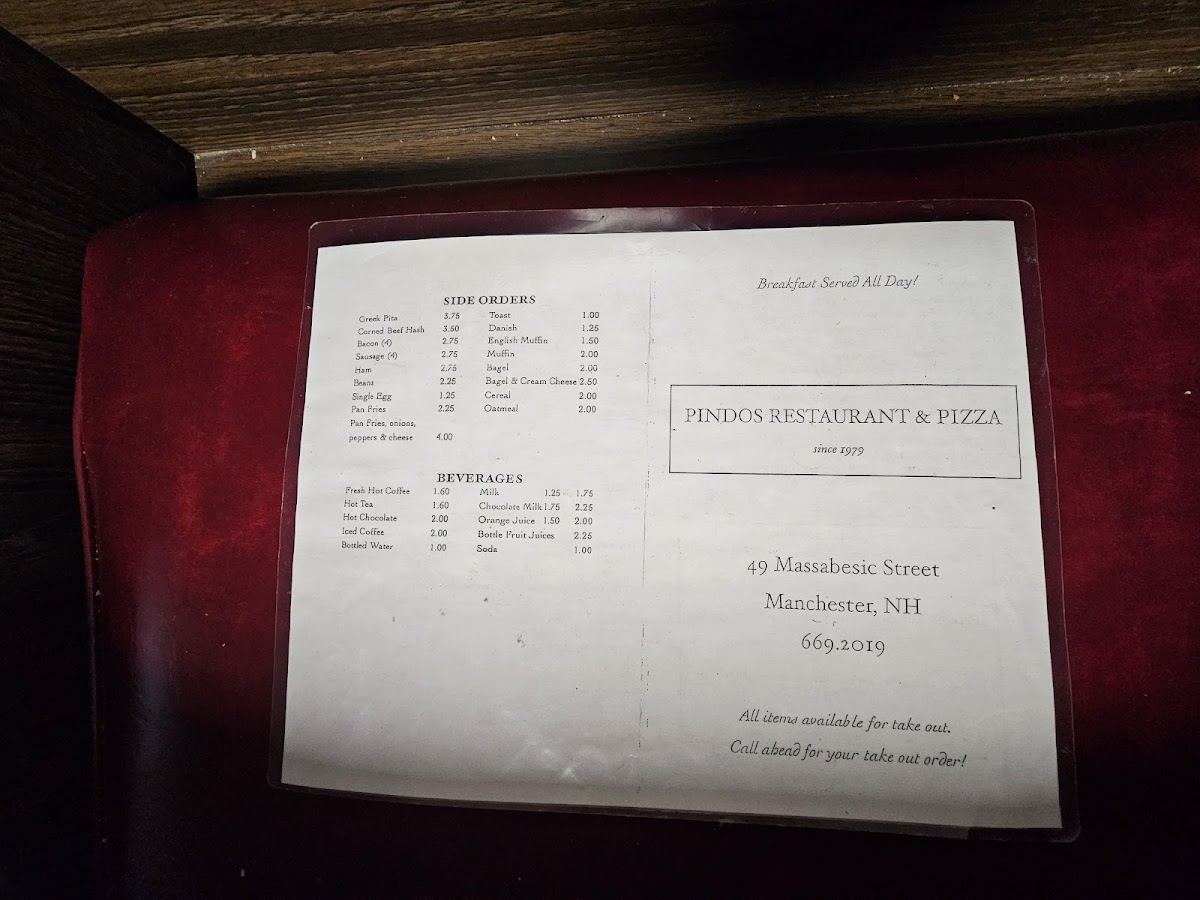 SIDE ORDERS
Greek Pita 3.75 Toast 1.00
Corned Beef Hash 3.50 Danish 1.25
Bacon (4) 2.75 English Muffin 1.50
Sausage (4) 2.75 Muffin 2.00
Ham 2.75 Bagel 2.00
Beans 2.25 Bagel & Cream Cheese 2.50
Single Egg 1.25 Cereal 2.00
Pan Fries 2.25 Oatmeal 2.00
Pan Fries, onions,
peppers & cheese 4.00
BEVERAGES
Fresh Hot Coffee 1.60 Milk 1.25 1.75
Hot Tea 1.60 Chocolate Milk 1.75 2.25
Hot Chocolate 2.00 Orange Juice 1.50 2.00
Iced Coffee 2.00 Bottle Fruit Juices 2.25
Bottled Water 1.00 Soda 1.00
Breakfast Served All Day!
PINDOS RESTAURANT & PIZZA
since 1979
49 Massabesic Street
Manchester, NH
669.2019
All items available for take out.
Call ahead for your take out order!